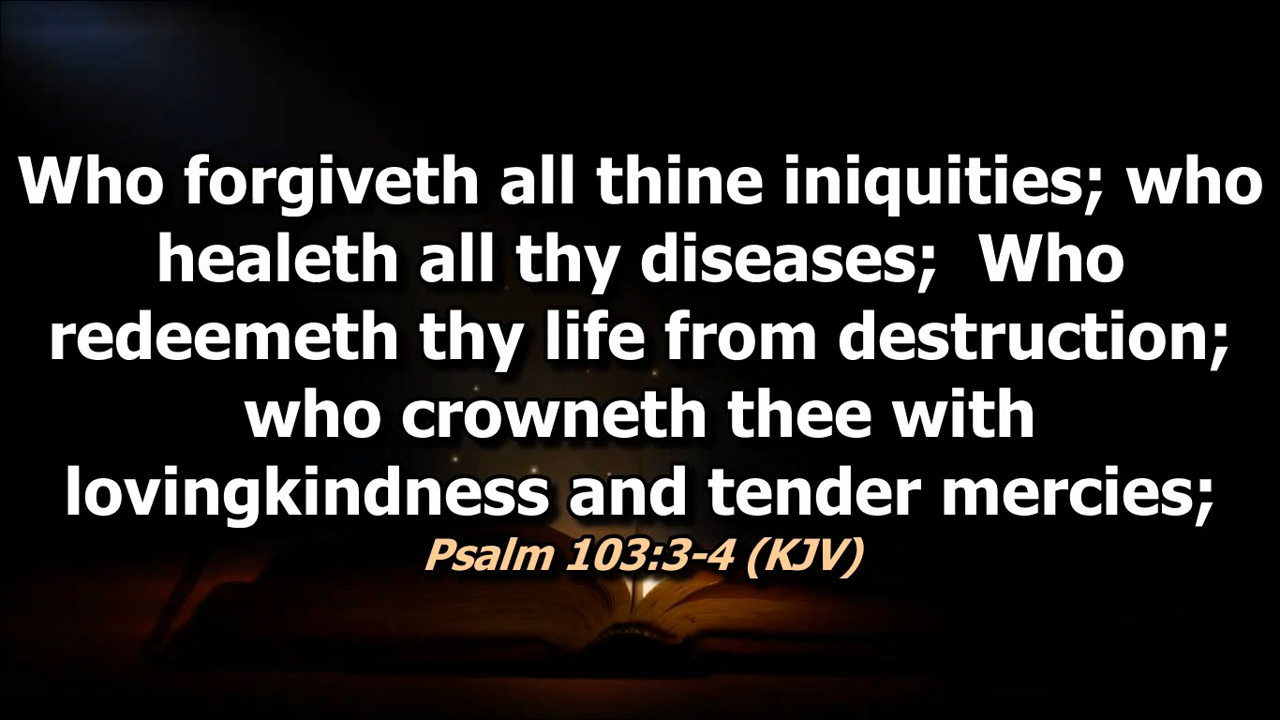 Who forgiveth all thine iniquities; who
healeth all thy diseases;  Who
redeemeth thy life from destruction;
who crowneth thee with
lovingkindness and tender mercies;
Psalm 103:3-4 (KJV)